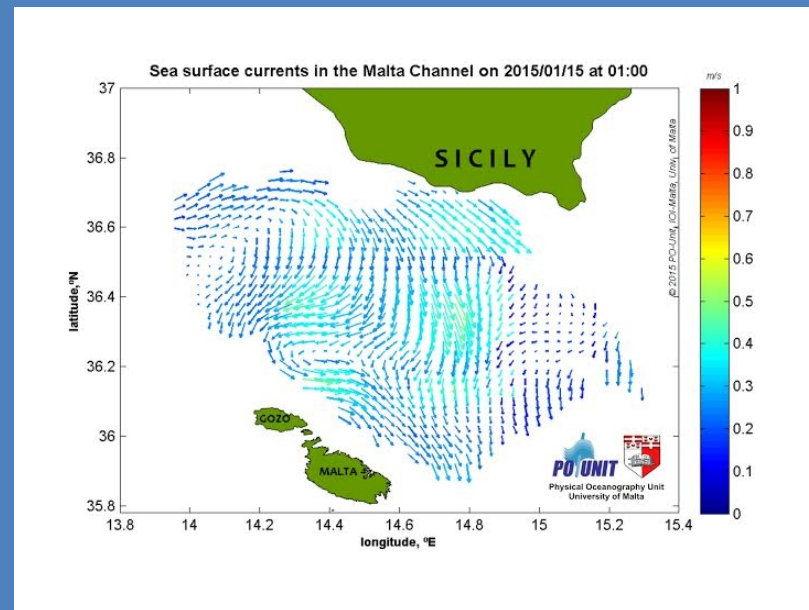 Sea surface currents in the Malta Channel on 2015/01/15 at 01:00
m/s
37
36.8
36.6
36.4
36.2
36
35.8
latitude,ºN
13.8 14 14.2 14.4 14.6 14.8 15 15.2 15.4
longitude, ºE
SICILY
GOZO
MALTA
PO UNIT
Physical Oceanography Unit
University of Malta
1
0.9
0.8
0.7
0.6
0.5
0.4
0.3
0.2
0.1
0
© 2015 PO-Unit, IOI-Malta, Univ. of Malta